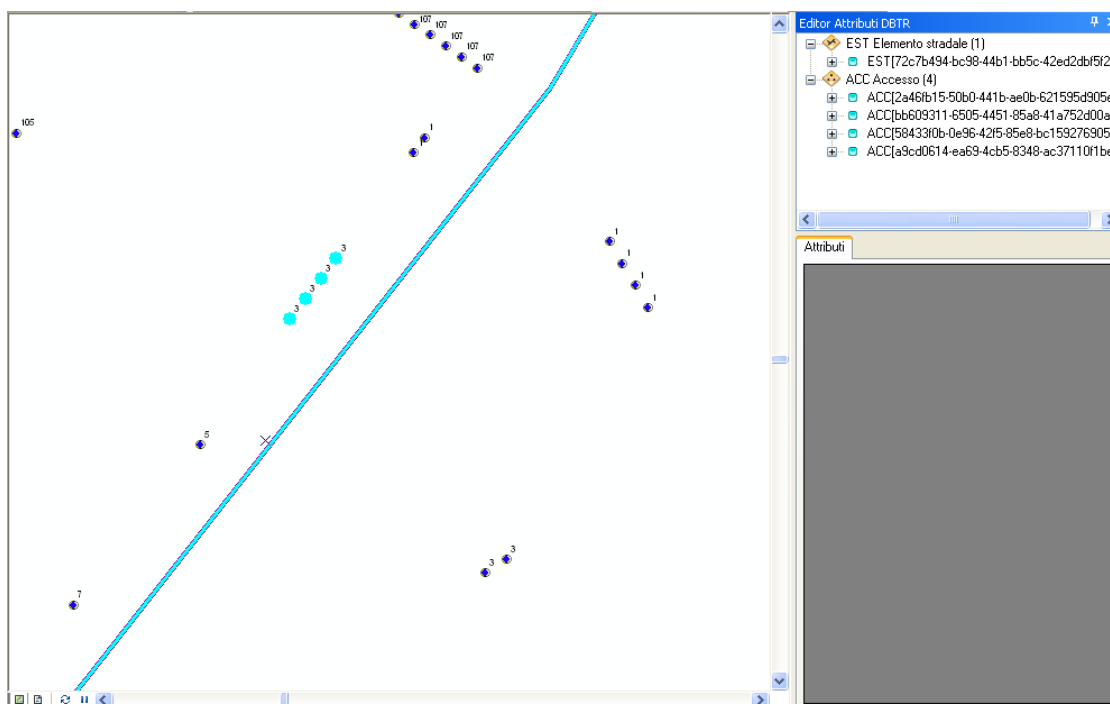 107
107
107
107
107
105
1
1
3
3
3
3
1
1
1
1
5
3
3
7
Editor Attributi DBTR
EST Elemento stradale (1)
EST[72c7b494-bc98-44b1-bb5c-42ed2dbf5f2
ACC Accesso (4)
ACC[2a46fb15-50b0-441b-ae0b-621595d905e
ACC[bb609311-6505-4451-85a8-41a752d00a
ACC[58433f0b-0e96-42f5-85e8-bc159276905
ACC[a9cd0614-ea69-4cb5-8348-ac37110f1be
Attributi